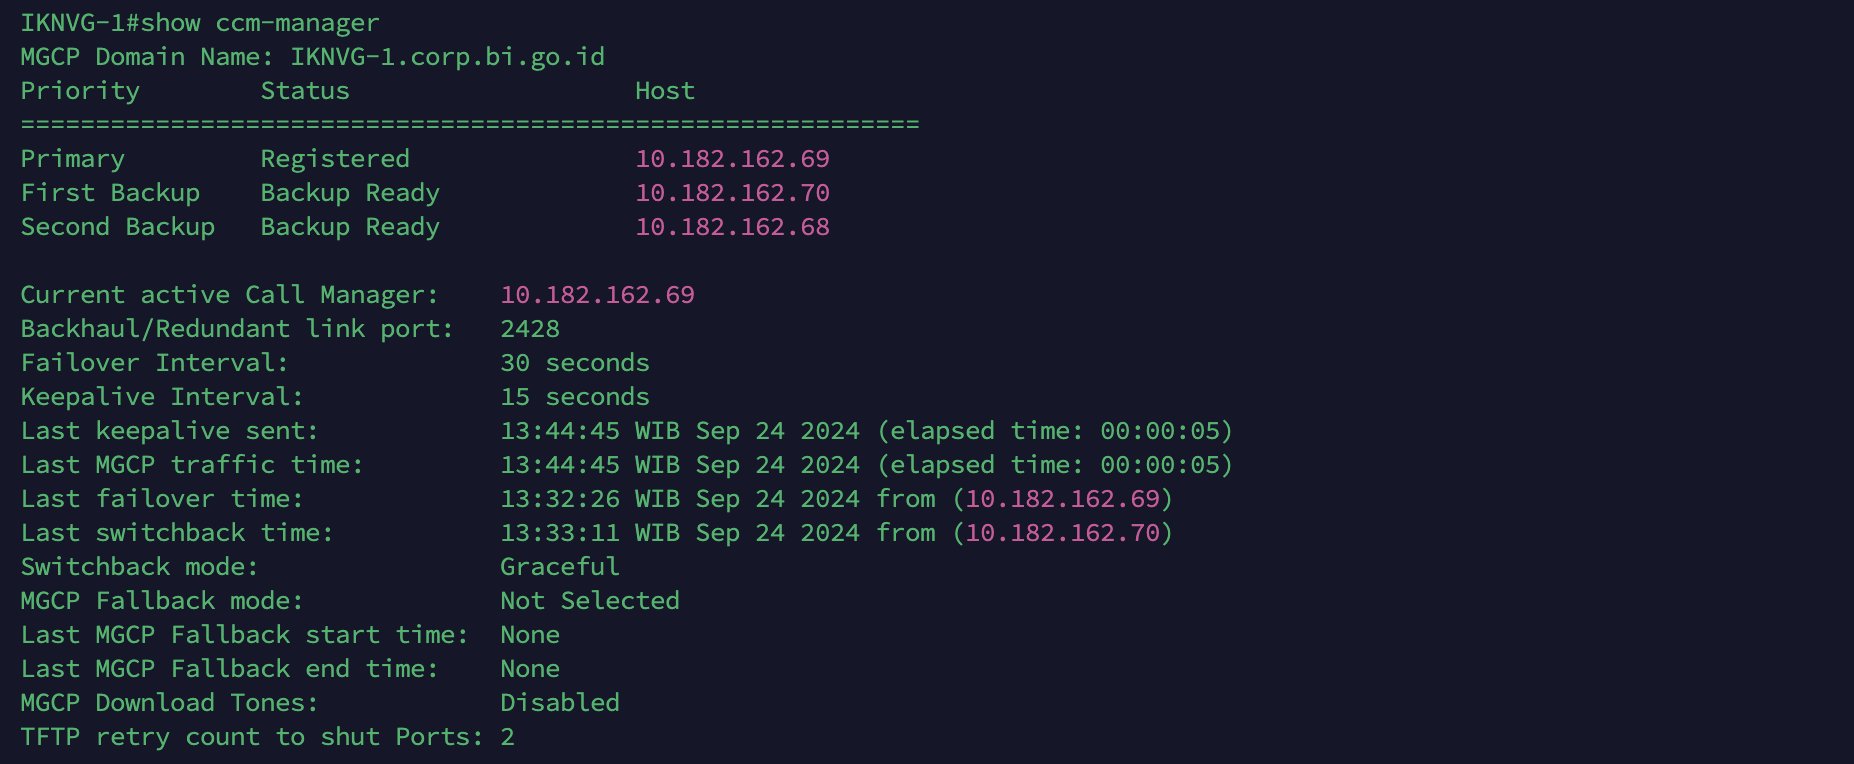 IKNVG-1#show ccm-manager
MGCP Domain Name: IKNVG-1.corp.bi.go.id
Priority        Status                   Host
============================================================
Primary         Registered               10.182.162.69
First Backup    Backup Ready             10.182.162.70
Second Backup   Backup Ready             10.182.162.68

Current active Call Manager:    10.182.162.69
Backhaul/Redundant link port:   2428
Failover Interval:              30 seconds
Keepalive Interval:             15 seconds
Last keepalive sent:            13:44:45 WIB Sep 24 2024 (elapsed time: 00:00:05)
Last MGCP traffic time:         13:44:45 WIB Sep 24 2024 (elapsed time: 00:00:05)
Last failover time:             13:32:26 WIB Sep 24 2024 from (10.182.162.69)
Last switchback time:           13:33:11 WIB Sep 24 2024 from (10.182.162.70)
Switchback mode:                Graceful
MGCP Fallback mode:             Not Selected
Last MGCP Fallback start time:  None
Last MGCP Fallback end time:    None
MGCP Download Tones:            Disabled
TFTP retry count to shut Ports: 2